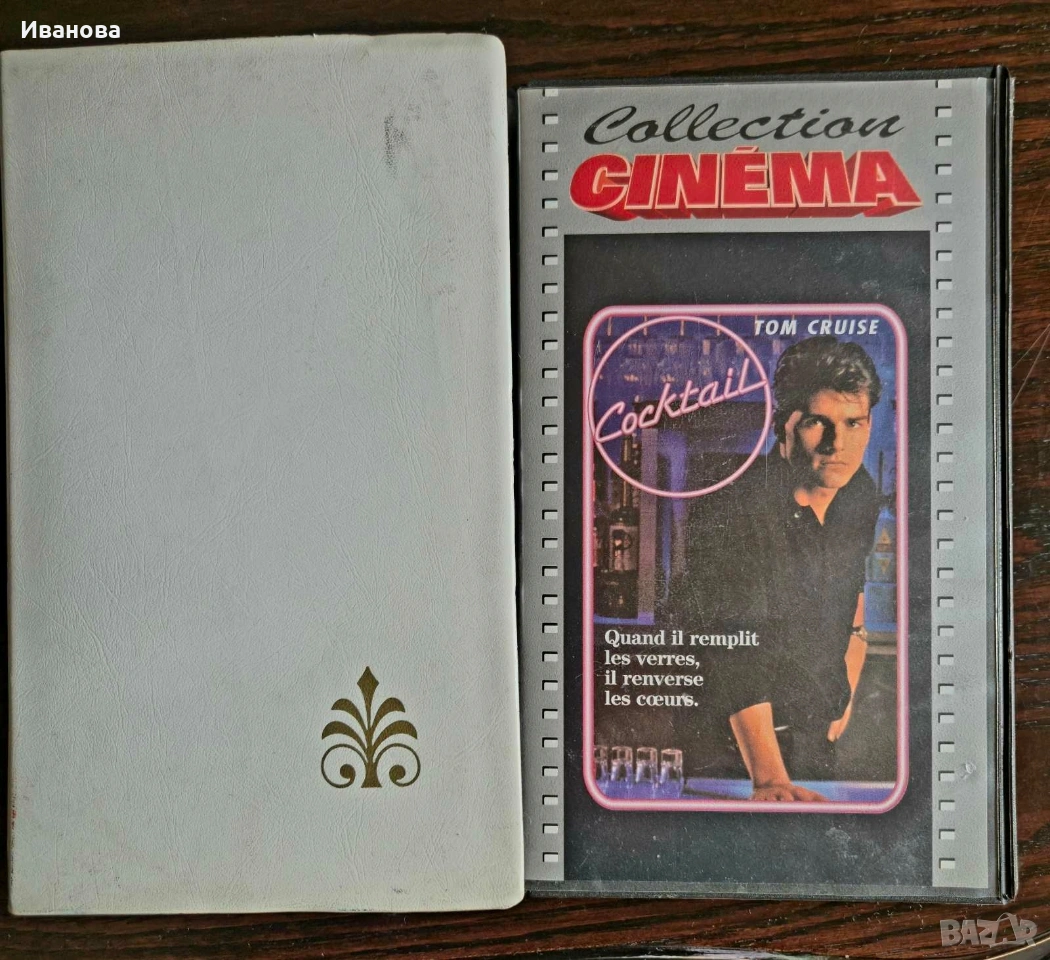 Иванова
Collection
CINÉMA
TOM CRUISE
Cocktail
Quand il remplit
les verres,
il renverse
les cœurs.
BAZAR